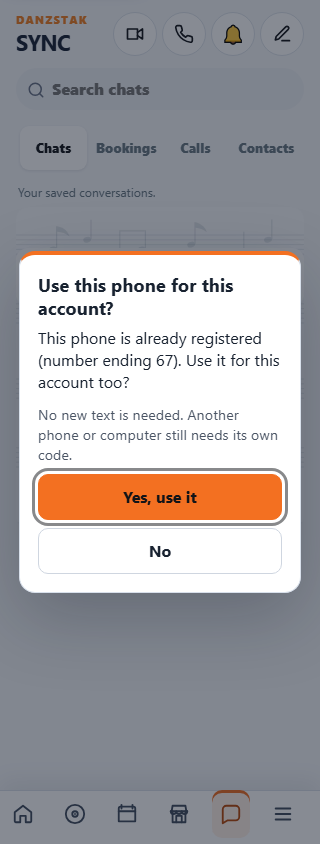 DANZSTAK
SYNC
Search chats
Chats
Bookings
Calls
Contacts
Your saved conversations.
Use this phone for this
account?
This phone is already registered
(number ending 67). Use it for this
account too?
No new text is needed. Another
phone or computer still needs its own
code.
Yes, use it
No